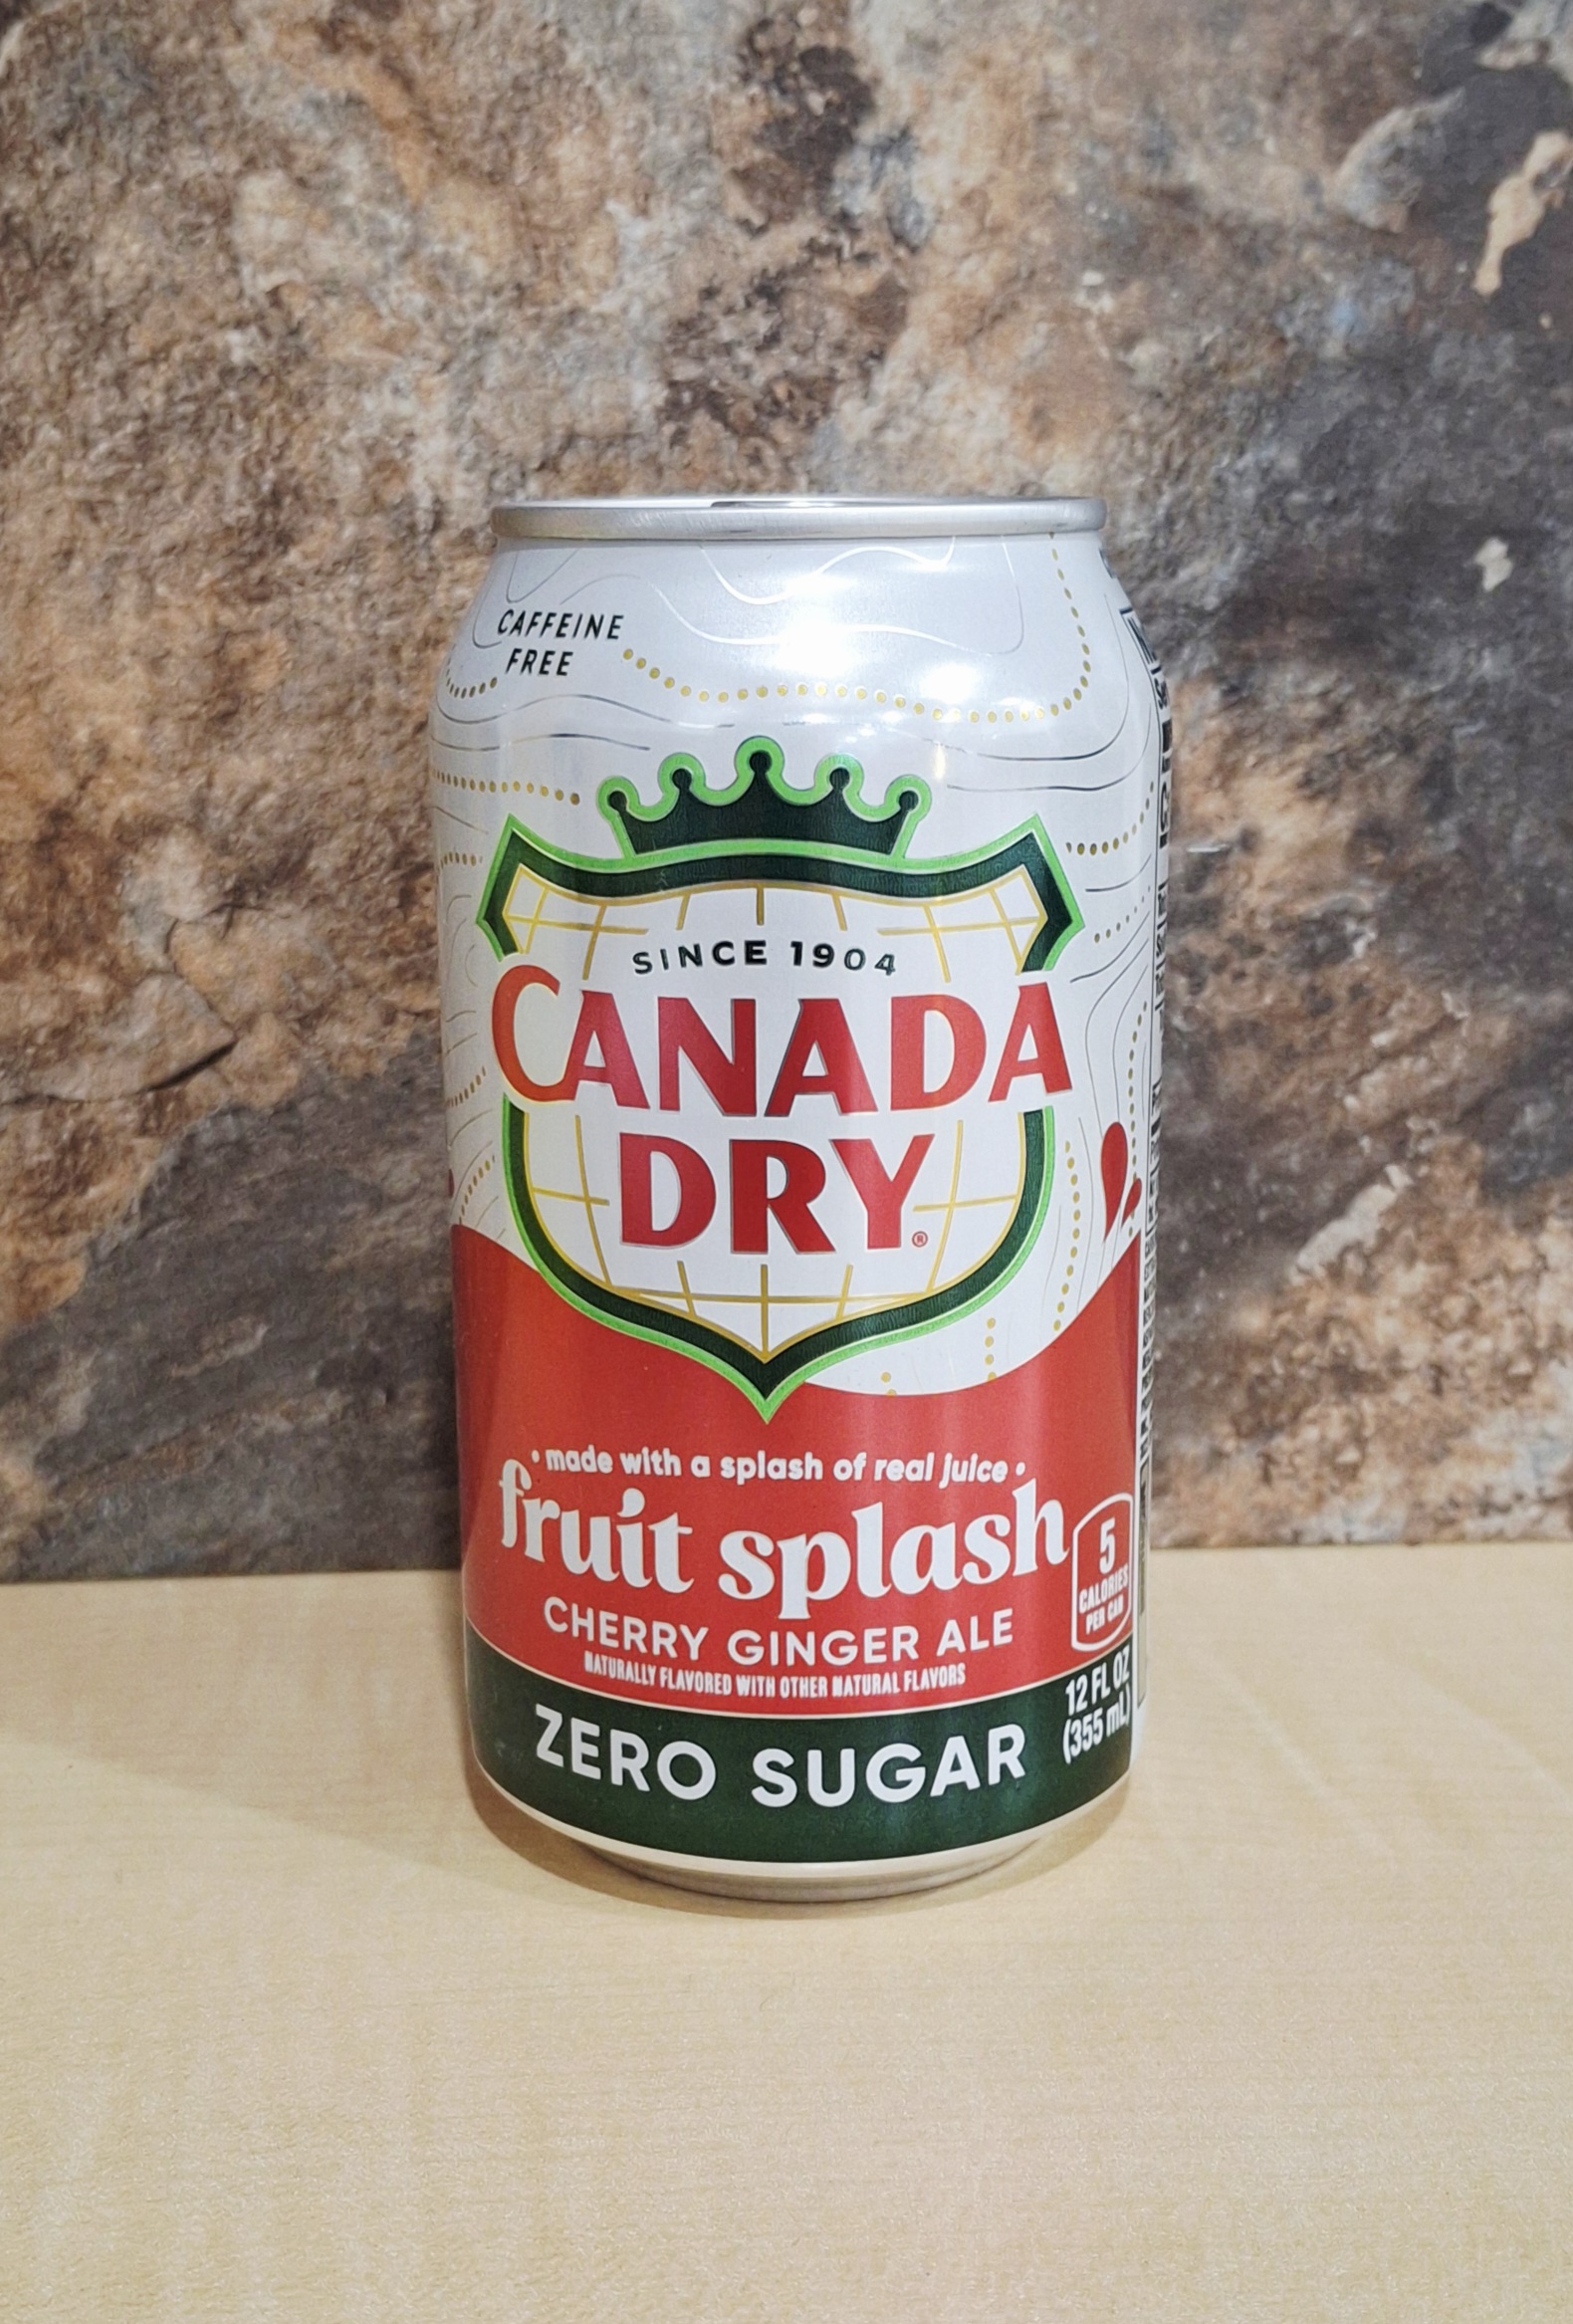 CAFFEINE
FREE
SINCE 1904
CANADA
DRY®
• made with a splash of real juice •
fruit splash
CHERRY GINGER ALE
NATURALLY FLAVORED WITH OTHER NATURAL FLAVORS
5
CALORIES
PER CAN
ZERO SUGAR
12 FL OZ
(355 mL)